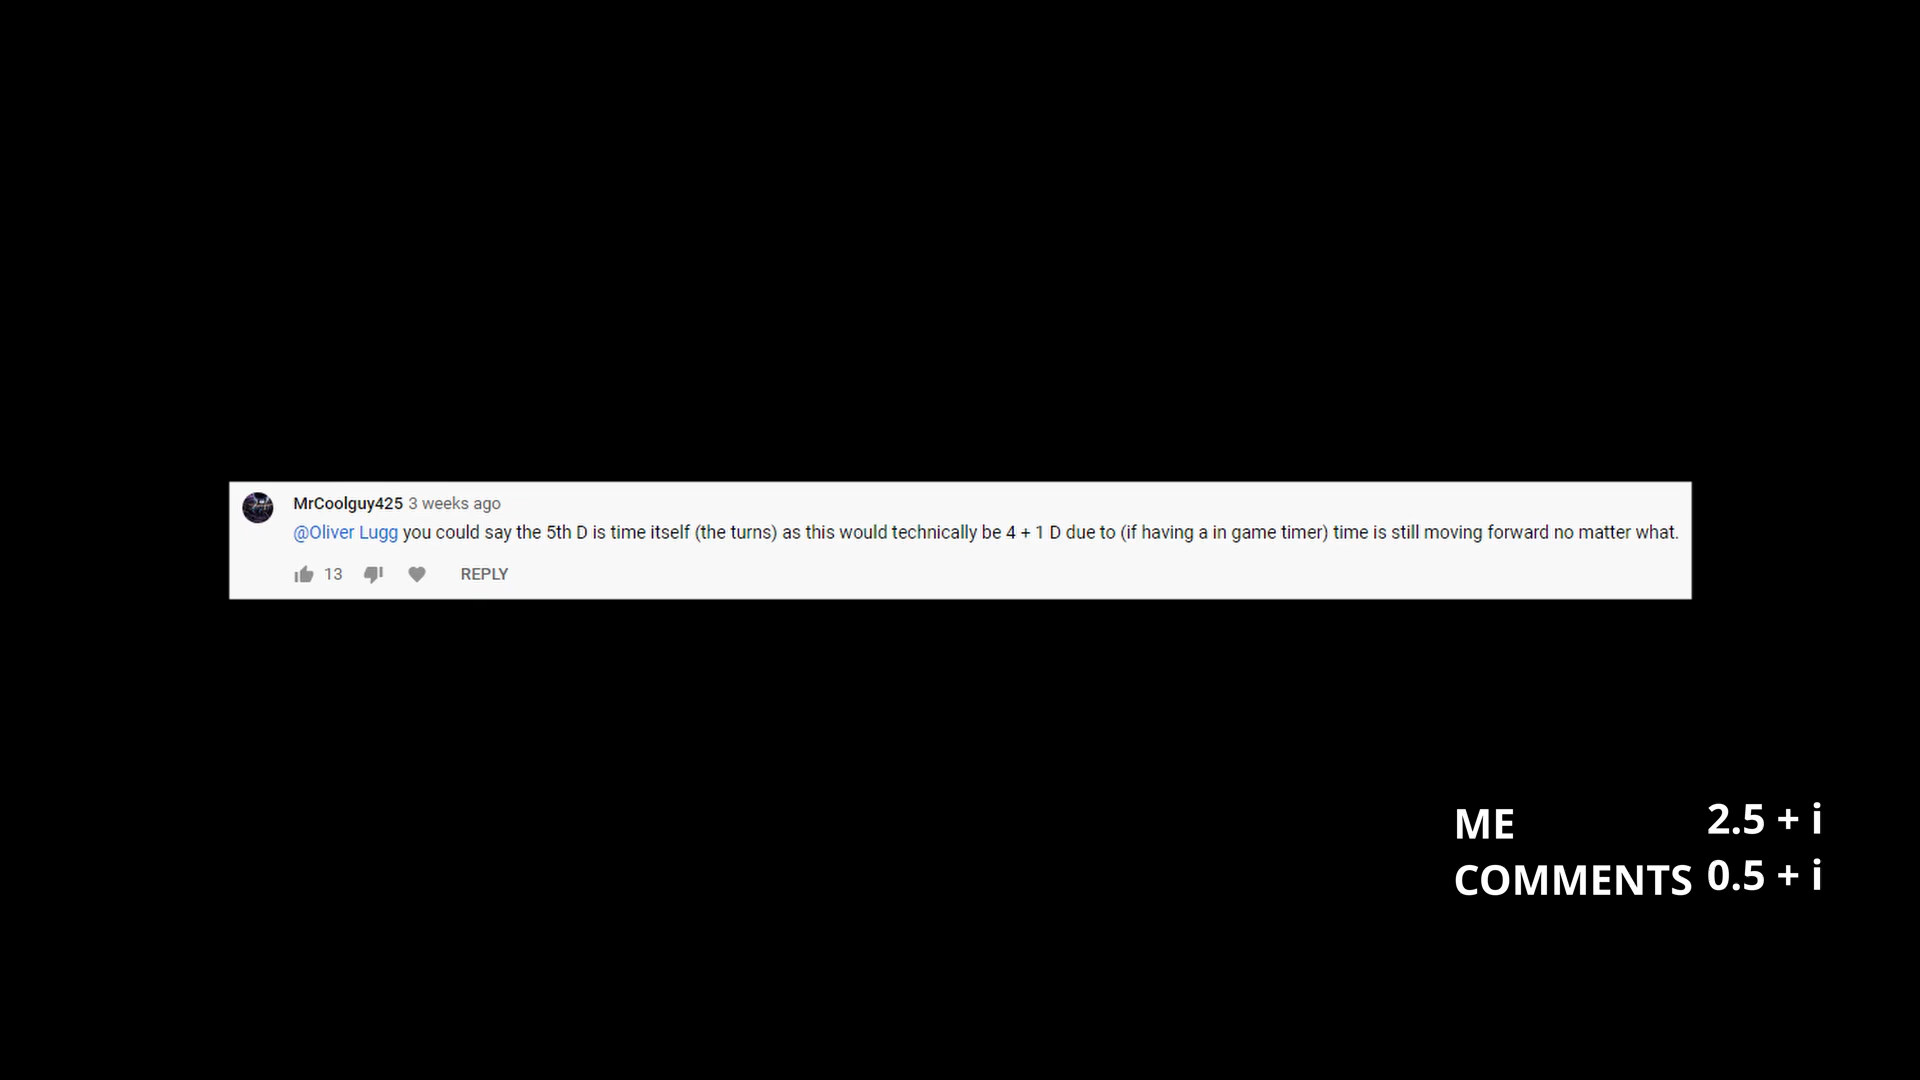 MrCoolguy425 3 weeks ago
@Oliver Lugg you could say the 5th D is time itself (the turns) as this would technically be 4 + 1 D due to (if having a in game timer) time is still moving forward no matter what.
13 REPLY
ME 2.5 + i
COMMENTS 0.5 + i